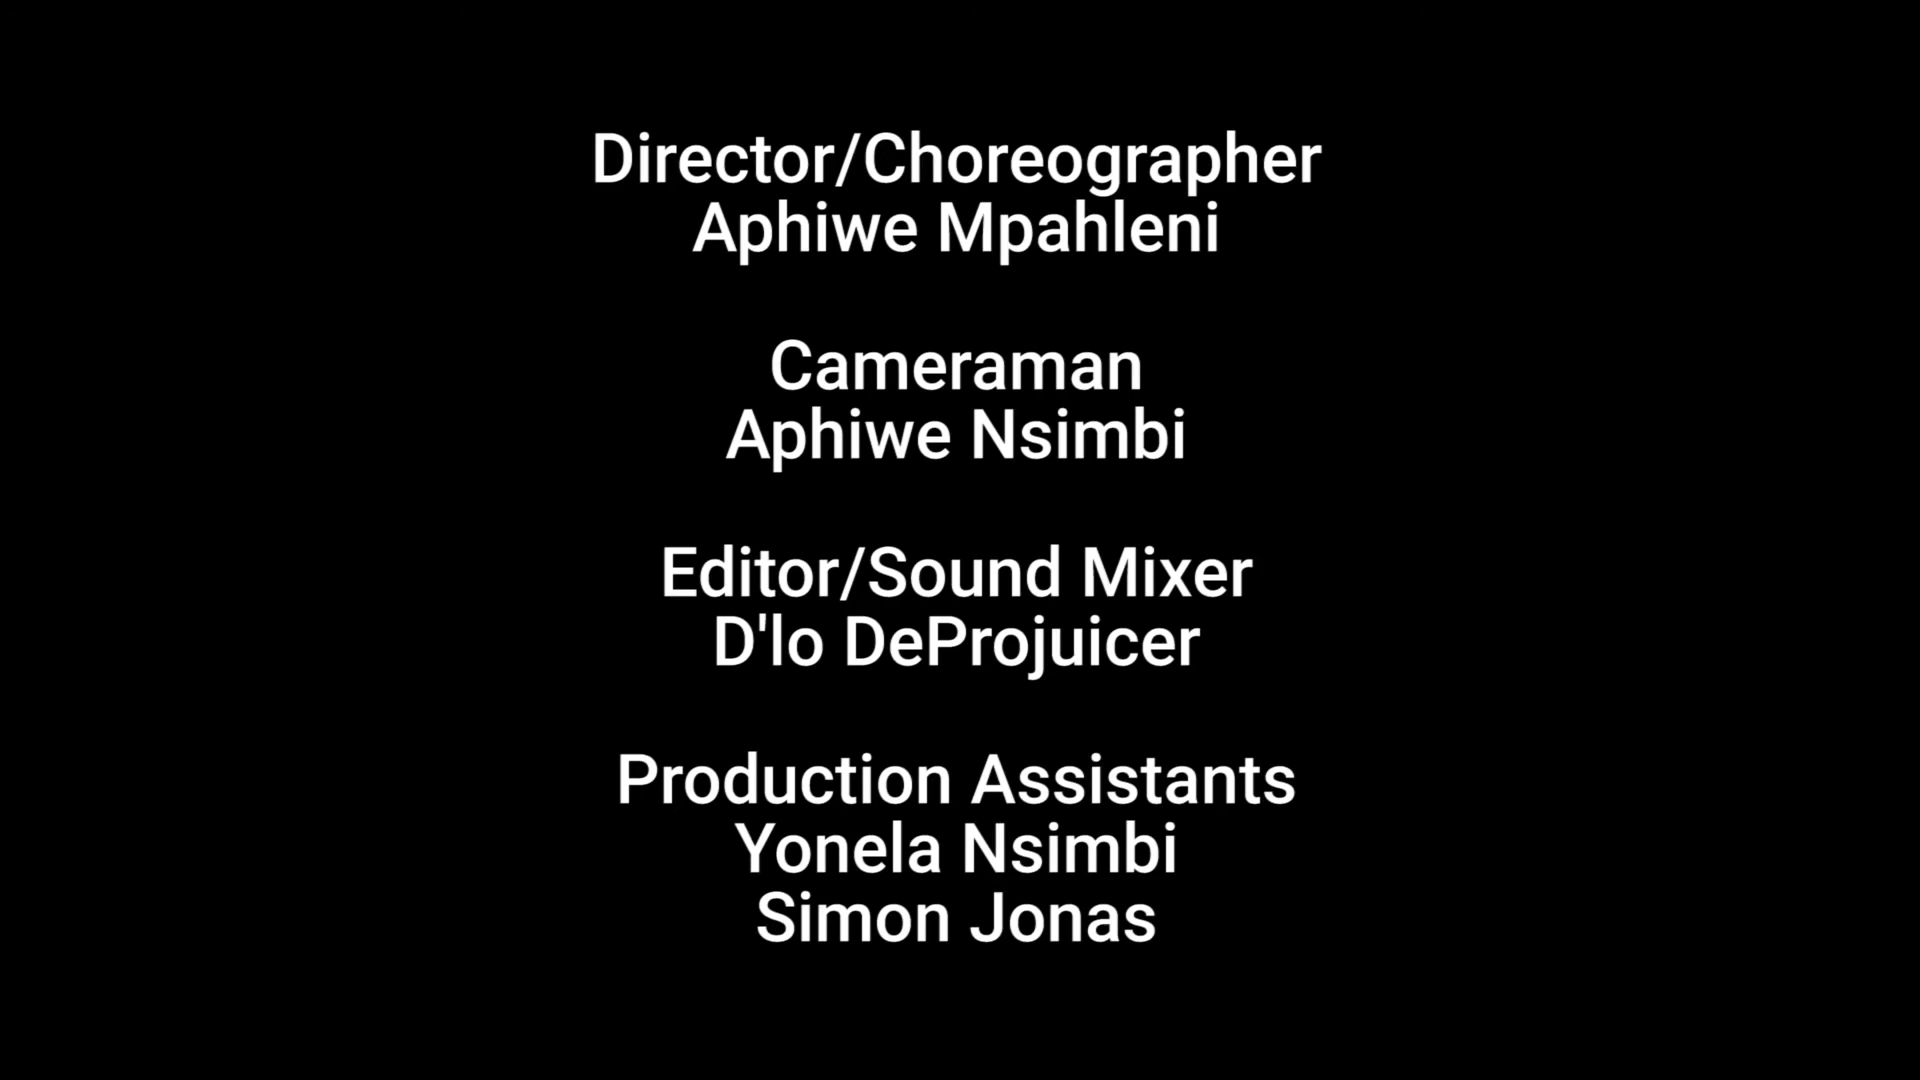 Director/Choreographer
Aphiwe Mpahleni
Cameraman
Aphiwe Nsimbi
Editor/Sound Mixer
D'lo DeProjuicer
Production Assistants
Yonela Nsimbi
Simon Jonas